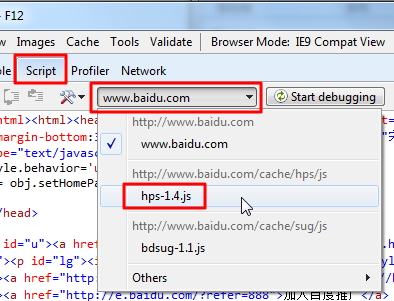 - F12
w Images Cache Tools Validate Browser Mode: IE9 Compat View
le Script Profiler Network
www.baidu.com Start debugging
html><html><he
http://www.baidu.com
margin-bottom:
www.baidu.com
pe="text/javasc
yle.behavior='u
http://www.baidu.com/cache/hps/js
= obj.setHomePa
hps-1.4.js
/head>
http://www.baidu.com/cache/sug/js
p id="u"><a h
bdsug-1.1.js
><p id="lg">
<a href="http:/
Others
<a href="http://e.baidu.com/?refer=888">加入百度推广</a>